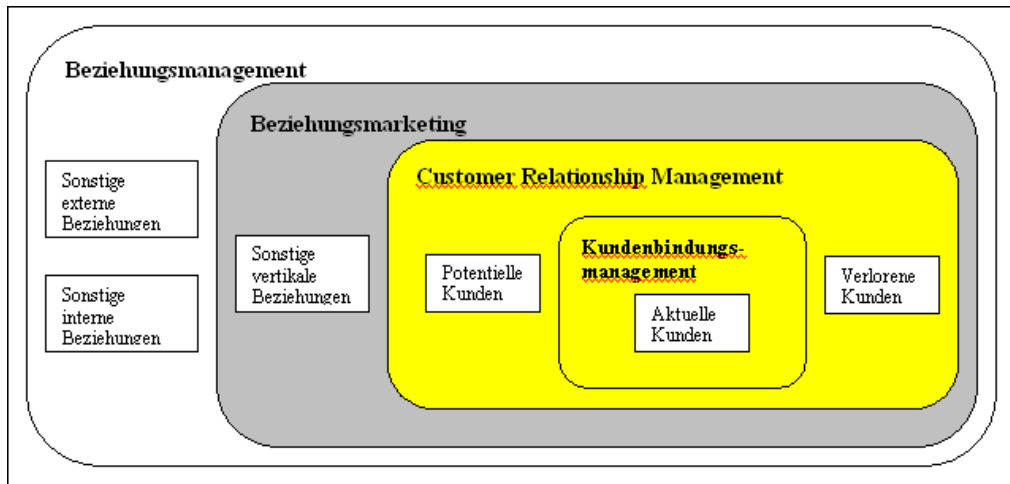 Beziehungsmanagement
Beziehungsmarketing
Customer Relationship Management
Sonstige
externe
Beziehungen
Sonstige
interne
Beziehungen
Sonstige
vertikale
Beziehungen
Potentielle
Kunden
Kundenbindungs-
management
Aktuelle
Kunden
Verlorene
Kunden